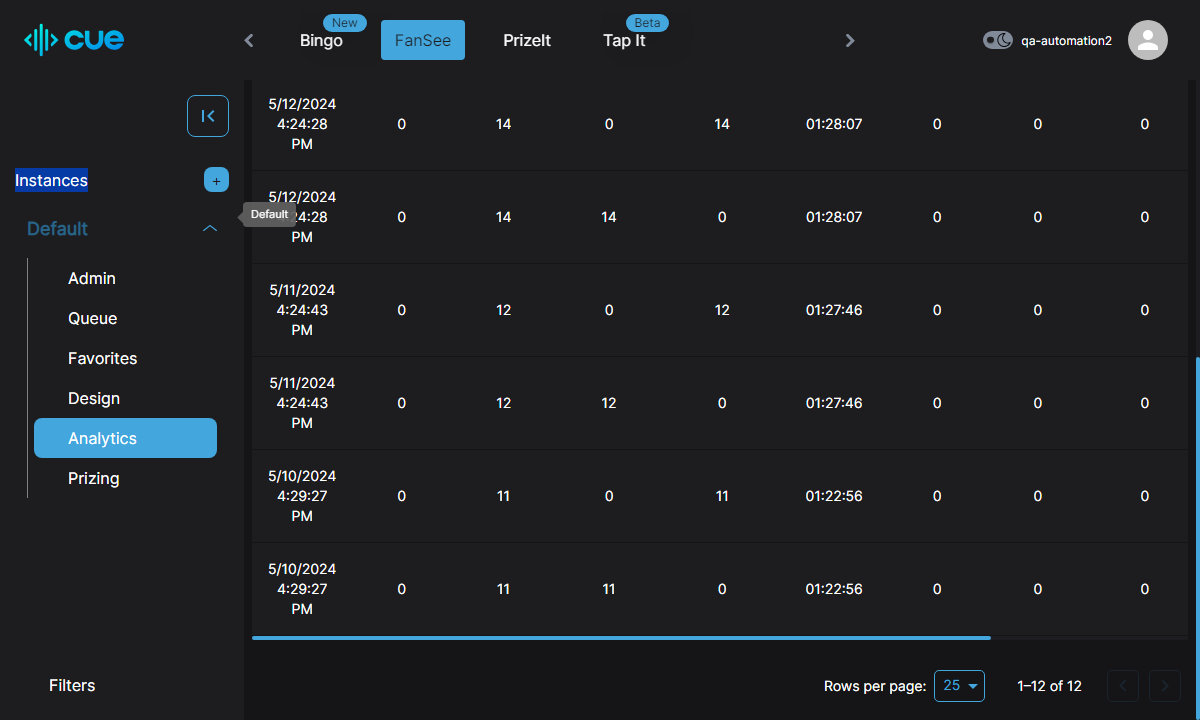 cue
New
Bingo
FanSee
PrizeIt
Beta
Tap It
qa-automation2
Instances
+
Default
Default
Admin
Queue
Favorites
Design
Analytics
Prizing
Filters
5/12/2024 4:24:28 PM 0 14 0 14 01:28:07 0 0 0
5/12/2024 4:24:28 PM 0 14 14 0 01:28:07 0 0 0
5/11/2024 4:24:43 PM 0 12 0 12 01:27:46 0 0 0
5/11/2024 4:24:43 PM 0 12 12 0 01:27:46 0 0 0
5/10/2024 4:29:27 PM 0 11 0 11 01:22:56 0 0 0
5/10/2024 4:29:27 PM 0 11 11 0 01:22:56 0 0 0
Rows per page: 25 1–12 of 12